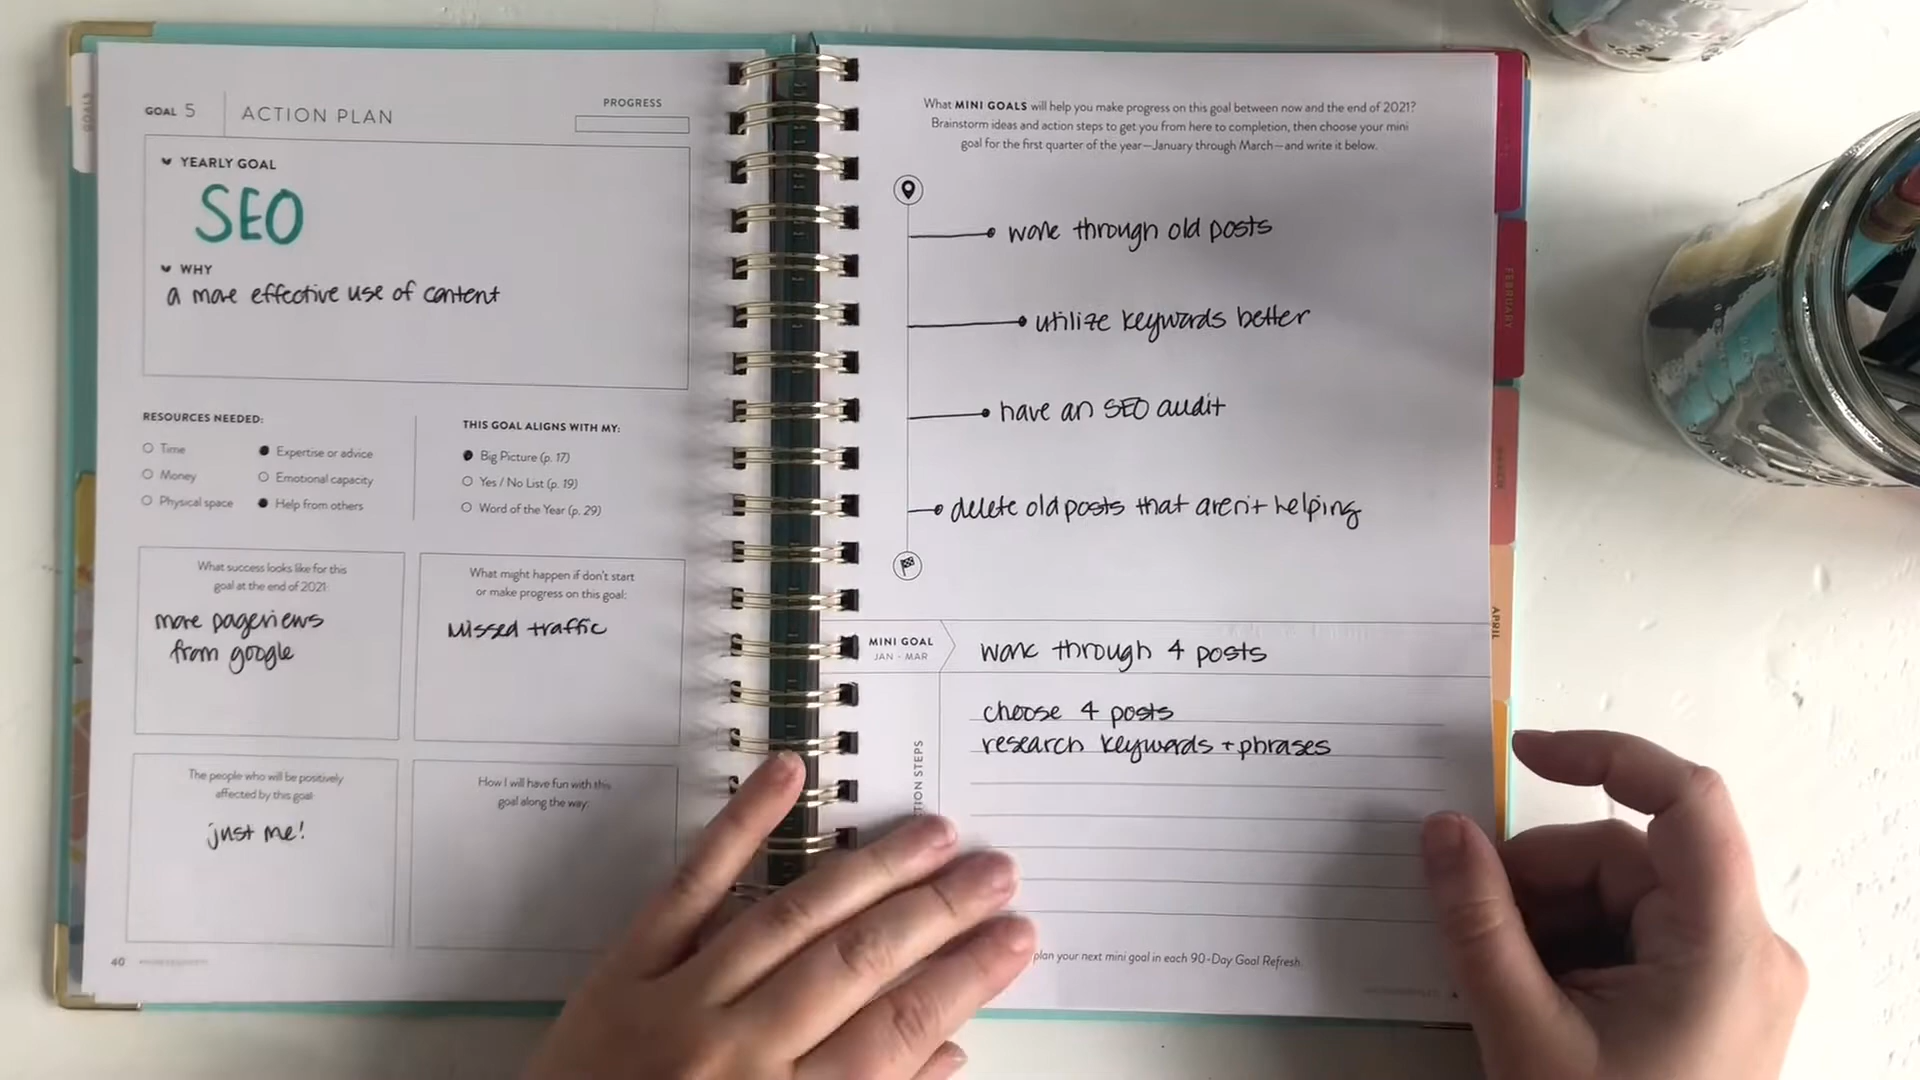 GOAL 5
ACTION PLAN
PROGRESS
YEARLY GOAL
SEO
WHY
a more effective use of content
RESOURCES NEEDED:
Time
Money
Physical space
Expertise or advice
Emotional capacity
Help from others
THIS GOAL ALIGNS WITH MY:
Big Picture (p. 17)
Yes / No List (p. 19)
Word of the Year (p. 29)
What success looks like for this
goal at the end of 2021:
more pageviews
from google
What might happen if don't start
or make progress on this goal:
Missed traffic
The people who will be positively
affected by this goal:
just me!
How I will have fun with this
goal along the way:
40
What MINI GOALS will help you make progress on this goal between now and the end of 2021?
Brainstorm ideas and action steps to get you from here to completion, then choose your mini
goal for the first quarter of the year—January through March—and write it below.
work through old posts
utilize keywords better
have an SEO audit
delete old posts that aren't helping
MINI GOAL
JAN - MAR
work through 4 posts
TION STEPS
choose 4 posts
research keywords + phrases
plan your next mini goal in each 90-Day Goal Refresh.
FEBRUARY
MARCH
APRIL